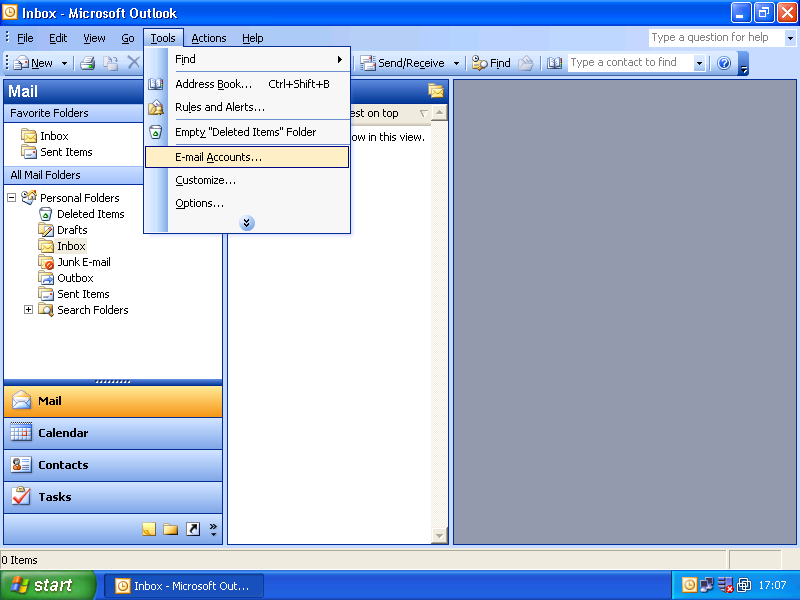 Inbox - Microsoft Outlook
File Edit View Go Tools Actions Help
Type a question for help
New
Send/Receive
Find
Type a contact to find
Find
Address Book... Ctrl+Shift+B
Rules and Alerts...
Empty "Deleted Items" Folder
E-mail Accounts...
Customize...
Options...
Mail
Favorite Folders
Inbox
Sent Items
All Mail Folders
Personal Folders
Deleted Items
Drafts
Inbox
Junk E-mail
Outbox
Sent Items
Search Folders
est on top
ow in this view.
Mail
Calendar
Contacts
Tasks
0 Items
start
Inbox - Microsoft Out...
17:07